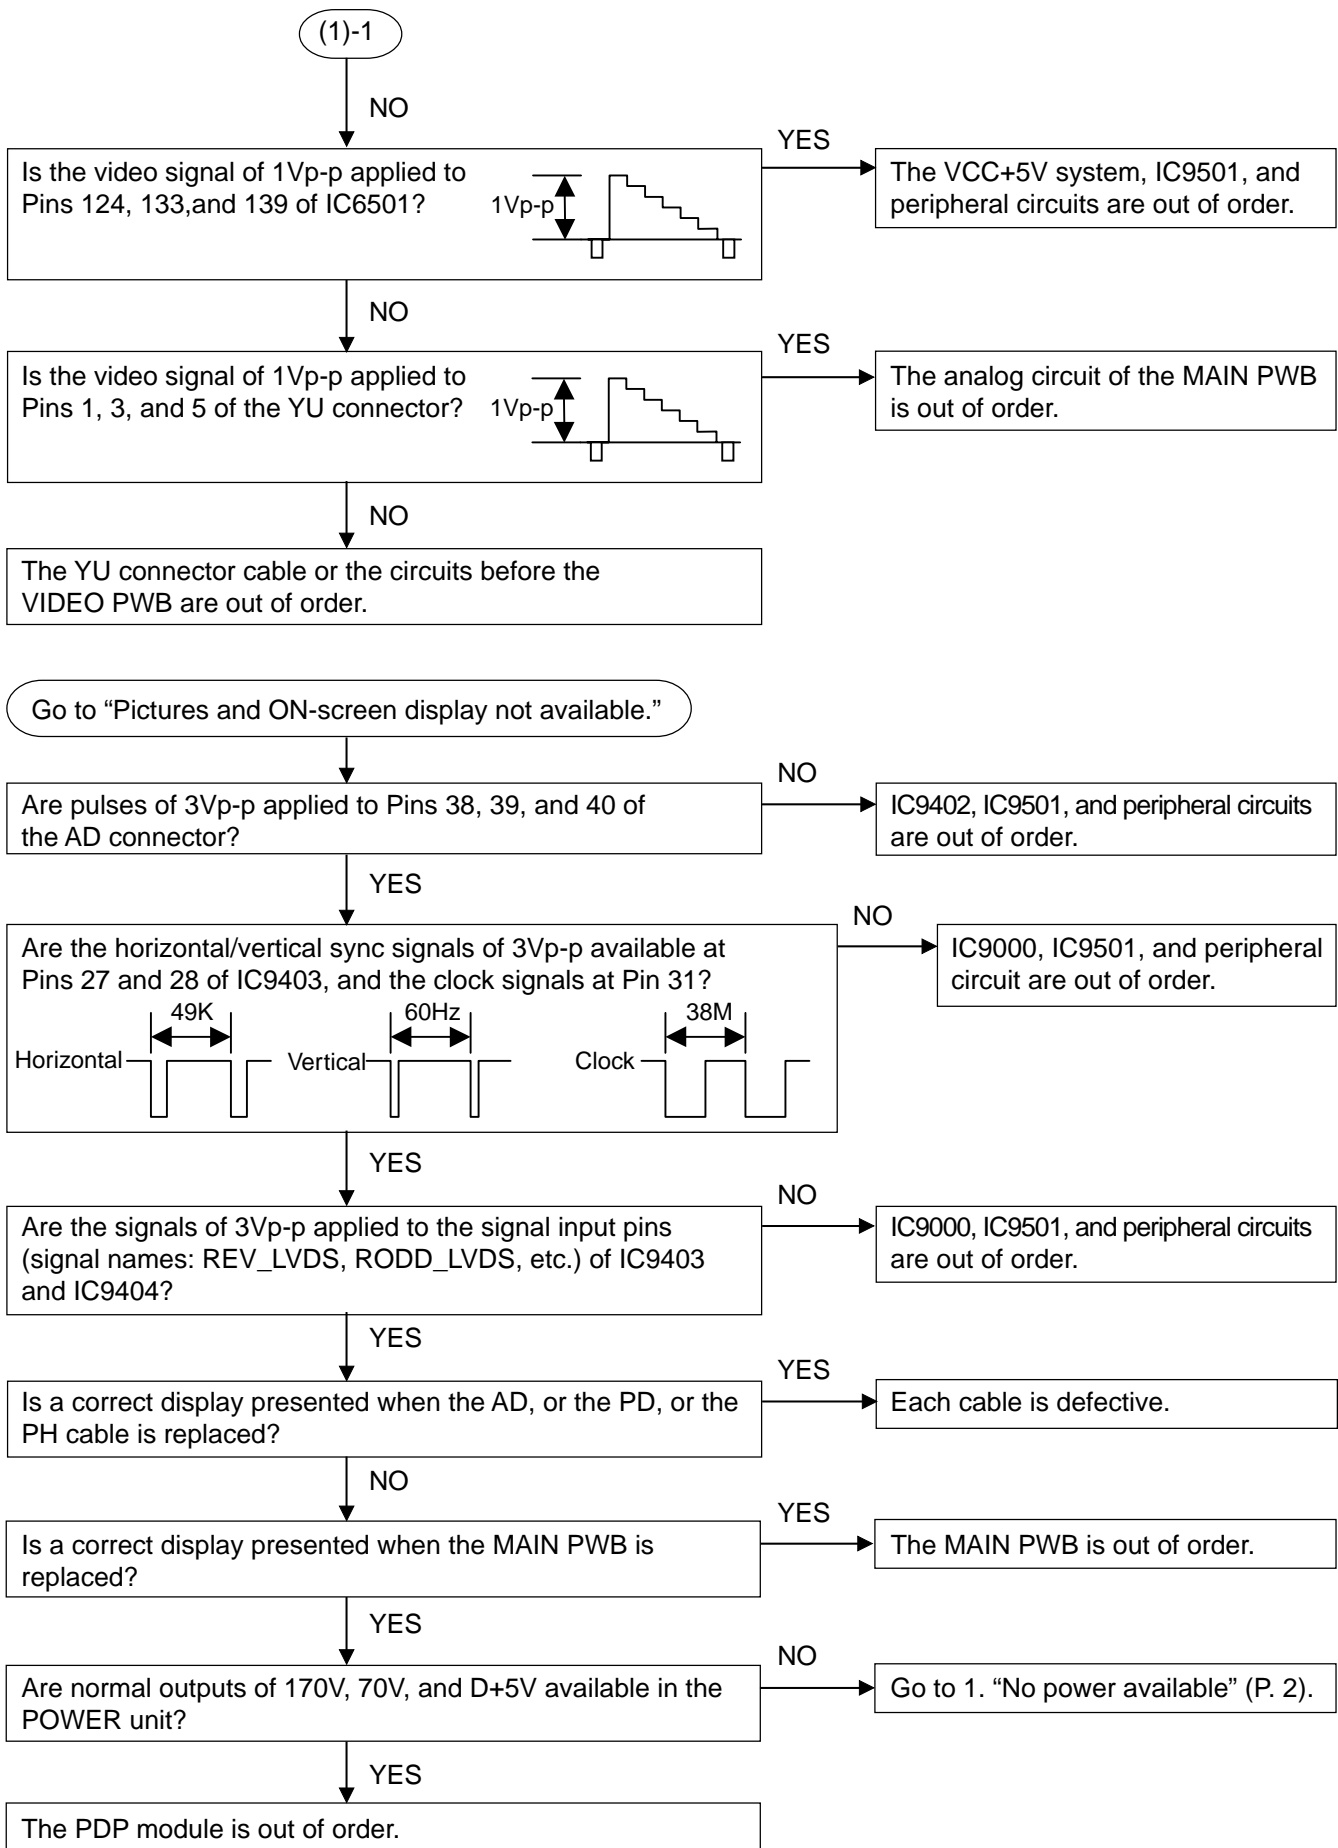 (1)-1
NO
Is the video signal of 1Vp-p applied to
Pins 124, 133,and 139 of IC6501?
1Vp-p
YES
The VCC+5V system, IC9501, and
peripheral circuits are out of order.
NO
Is the video signal of 1Vp-p applied to
Pins 1, 3, and 5 of the YU connector?
1Vp-p
YES
The analog circuit of the MAIN PWB
is out of order.
NO
The YU connector cable or the circuits before the
VIDEO PWB are out of order.
Go to “Pictures and ON-screen display not available.”
Are pulses of 3Vp-p applied to Pins 38, 39, and 40 of
the AD connector?
NO
IC9402, IC9501, and peripheral circuits
are out of order.
YES
Are the horizontal/vertical sync signals of 3Vp-p available at
Pins 27 and 28 of IC9403, and the clock signals at Pin 31?
49K
60Hz
38M
Horizontal
Vertical
Clock
NO
IC9000, IC9501, and peripheral
circuit are out of order.
YES
Are the signals of 3Vp-p applied to the signal input pins
(signal names: REV_LVDS, RODD_LVDS, etc.) of IC9403
and IC9404?
NO
IC9000, IC9501, and peripheral circuits
are out of order.
YES
Is a correct display presented when the AD, or the PD, or the
PH cable is replaced?
YES
Each cable is defective.
NO
Is a correct display presented when the MAIN PWB is
replaced?
YES
The MAIN PWB is out of order.
YES
Are normal outputs of 170V, 70V, and D+5V available in the
POWER unit?
NO
Go to 1. “No power available” (P. 2).
YES
The PDP module is out of order.